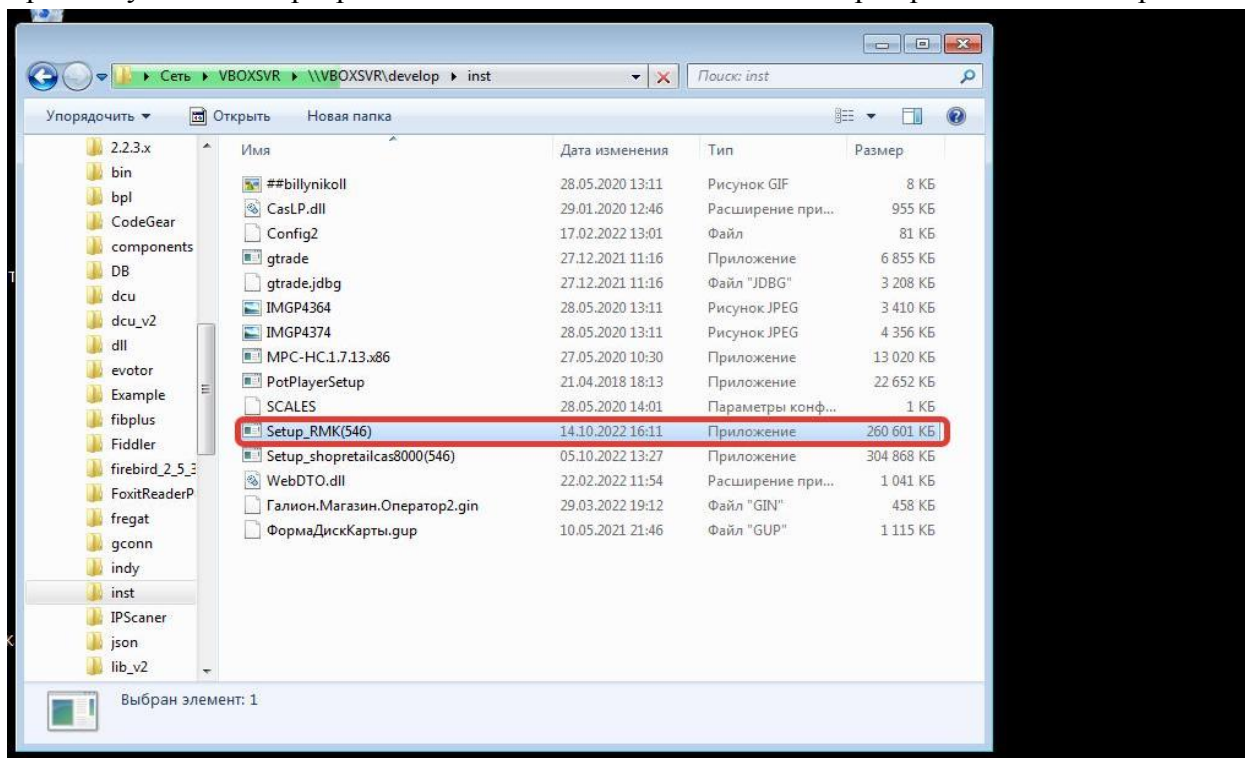 Сеть ▸ VBOXSVR ▸ \\VBOXSVR\develop ▸ inst
Поиск: inst
Упорядочить Открыть Новая папка
2.2.3.x
bin
bpl
CodeGear
components
DB
dcu
dcu_v2
dll
evotor
Example
fibplus
Fiddler
firebird_2_5_3
FoxitReaderP
fregat
gconn
indy
inst
IPScaner
json
lib_v2
Имя Дата изменения Тип Размер
##billynikoll 28.05.2020 13:11 Рисунок GIF 8 КБ
CasLP.dll 29.01.2020 12:46 Расширение при... 955 КБ
Config2 17.02.2022 13:01 Файл 81 КБ
gtrade 27.12.2021 11:16 Приложение 6 855 КБ
gtrade.jdbg 27.12.2021 11:16 Файл "JDBG" 3 208 КБ
IMGP4364 28.05.2020 13:11 Рисунок JPEG 3 410 КБ
IMGP4374 28.05.2020 13:11 Рисунок JPEG 4 356 КБ
MPC-HC.1.7.13.x86 27.05.2020 10:30 Приложение 13 020 КБ
PotPlayerSetup 21.04.2018 18:13 Приложение 22 652 КБ
SCALES 28.05.2020 14:01 Параметры конф... 1 КБ
Setup_RMK(546) 14.10.2022 16:11 Приложение 260 601 КБ
Setup_shopretailcas8000(546) 05.10.2022 13:27 Приложение 304 868 КБ
WebDTO.dll 22.02.2022 11:54 Расширение при... 1 041 КБ
Галион.Магазин.Оператор2.gin 29.03.2022 19:12 Файл "GIN" 458 КБ
ФормаДискКарты.gup 10.05.2021 21:46 Файл "GUP" 1 115 КБ
Выбран элемент: 1